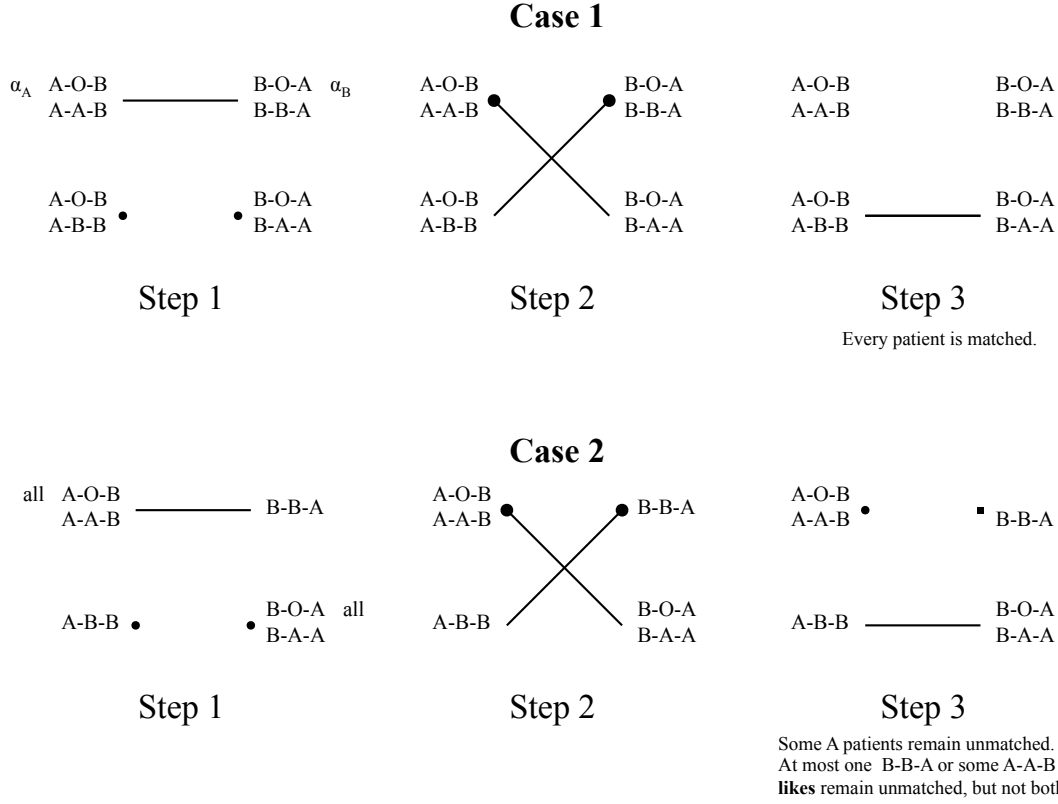 Case 1
α_A A-O-B B-O-A α_B
A-A-B B-B-A
A-O-B B-O-A
A-B-B B-A-A
Step 1
A-O-B B-O-A
A-A-B B-B-A
A-O-B B-O-A
A-B-B B-A-A
Step 2
A-O-B B-O-A
A-A-B B-B-A
A-O-B B-O-A
A-B-B B-A-A
Step 3
Every patient is matched.
Case 2
all A-O-B
A-A-B B-B-A
A-B-B B-O-A all
B-A-A
Step 1
A-O-B
A-A-B B-B-A
A-B-B B-O-A
B-A-A
Step 2
A-O-B
A-A-B B-B-A
A-B-B B-O-A
B-A-A
Step 3
Some A patients remain unmatched.
At most one B-B-A or some A-A-B
likes remain unmatched, but not both